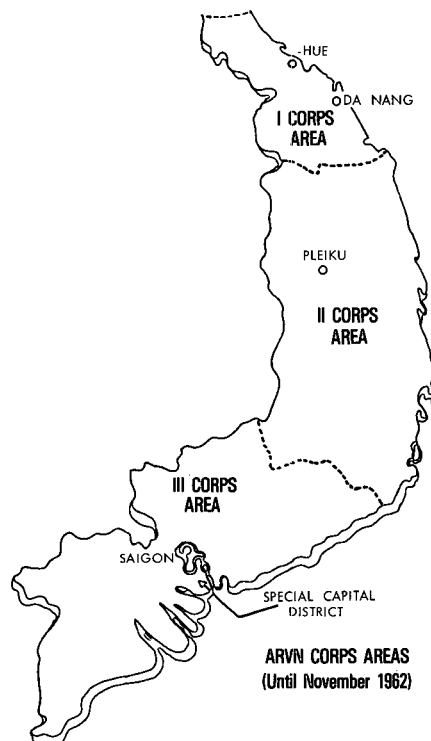 HUE
DA NANG
I CORPS
AREA
PLEIKU
II CORPS
AREA
III CORPS
AREA
SAIGON
SPECIAL CAPITAL
DISTRICT
ARVN CORPS AREAS
(Until November 1962)